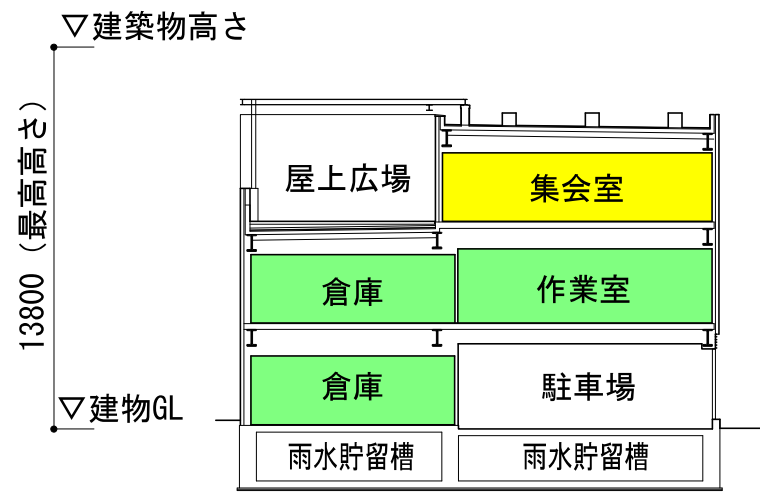 ▽建築物高さ
屋上広場
集会室
13800（最高高さ）
倉庫
作業室
倉庫
駐車場
▽建物GL
雨水貯留槽
雨水貯留槽